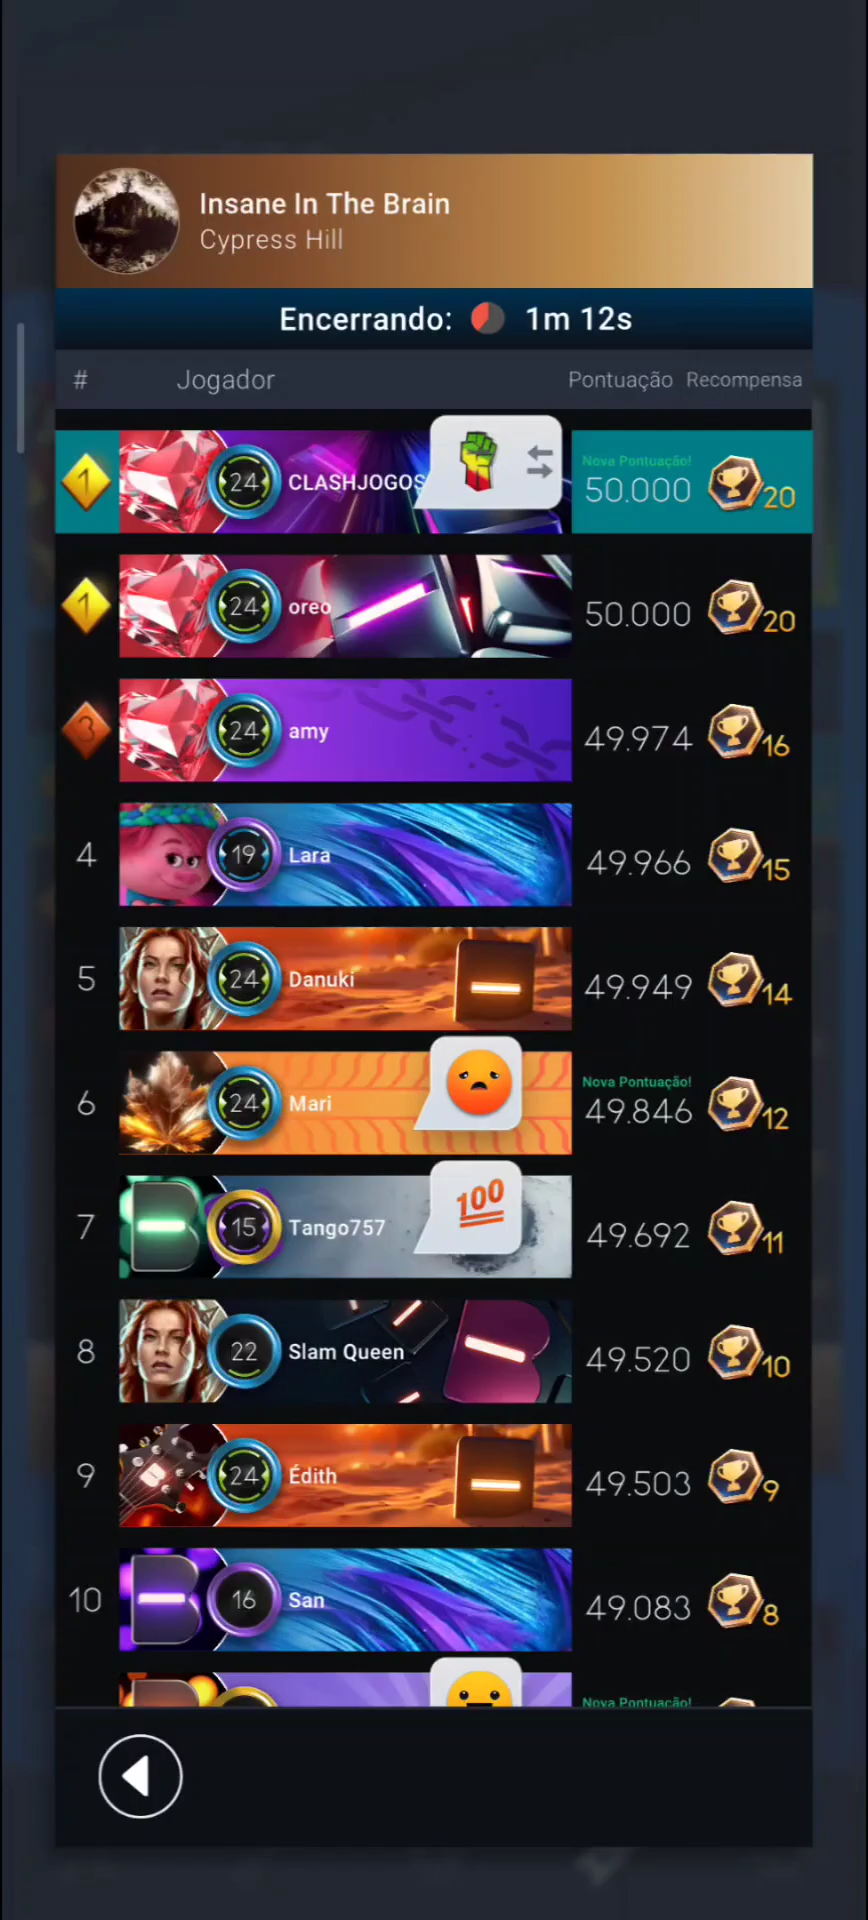 Insane In The Brain
Cypress Hill
Encerrando: 1m 12s
# Jogador Pontuação Recompensa
1 24 CLASHJOGOS Nova Pontuação! 50.000 20
1 24 oreo 50.000 20
3 24 amy 49.974 16
4 19 Lara 49.966 15
5 24 Danuki 49.949 14
6 24 Mari Nova Pontuação! 49.846 12
7 15 Tango757 100 49.692 11
8 22 Slam Queen 49.520 10
9 24 Édith 49.503 9
10 16 San 49.083 8
Nova Pontuação!